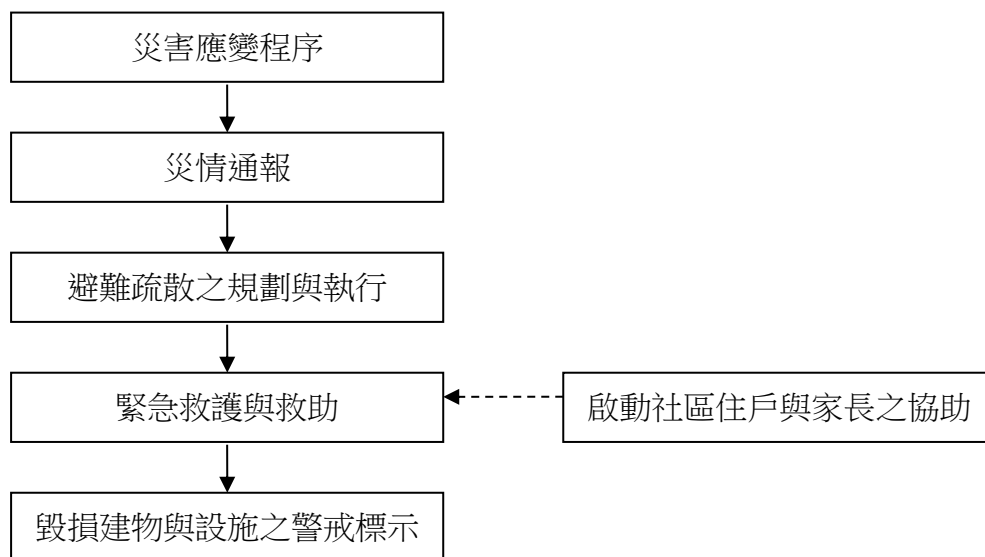 災害應變程序
災情通報
避難疏散之規劃與執行
緊急救護與救助
啟動社區住戶與家長之協助
毀損建物與設施之警戒標示